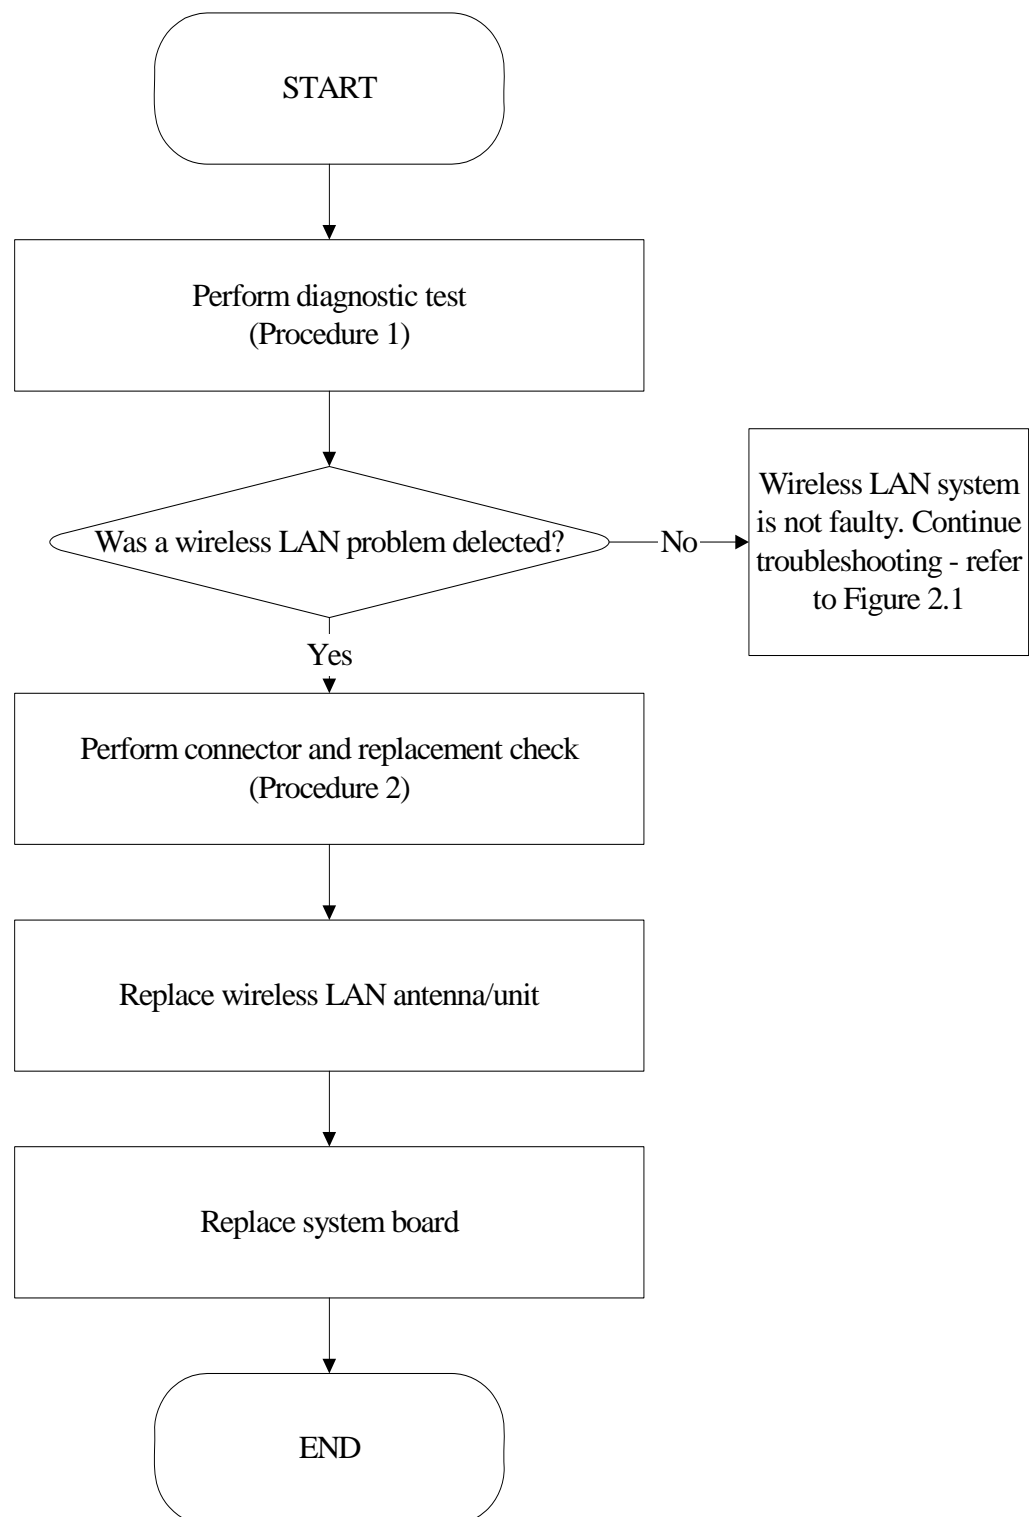 START
Perform diagnostic test
(Procedure 1)
Was a wireless LAN problem delected?
No
Wireless LAN system
is not faulty. Continue
troubleshooting - refer
to Figure 2.1
Yes
Perform connector and replacement check
(Procedure 2)
Replace wireless LAN antenna/unit
Replace system board
END